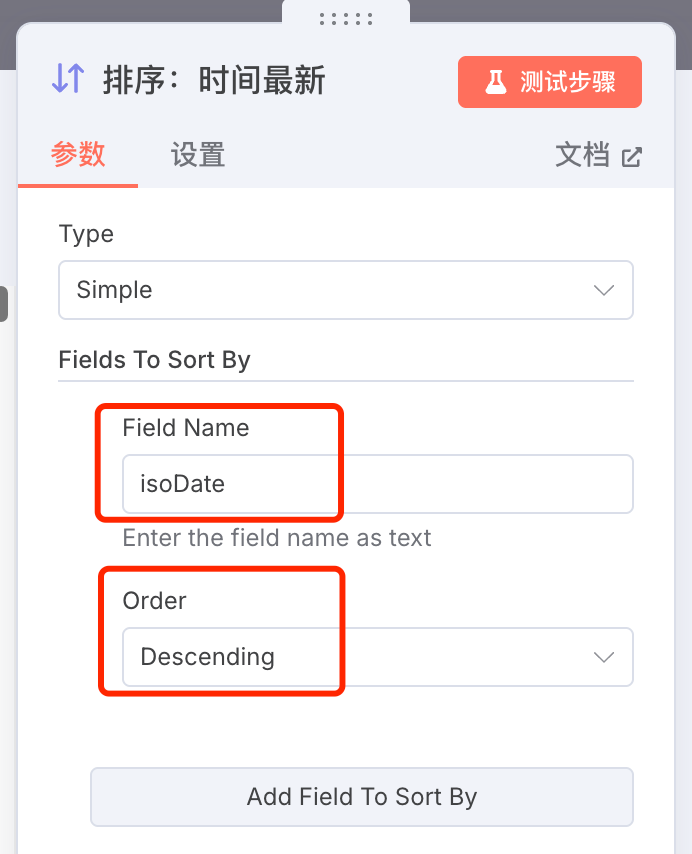 排序：时间最新
测试步骤
参数
设置
文档
Type
Simple
Fields To Sort By
Field Name
isoDate
Enter the field name as text
Order
Descending
Add Field To Sort By